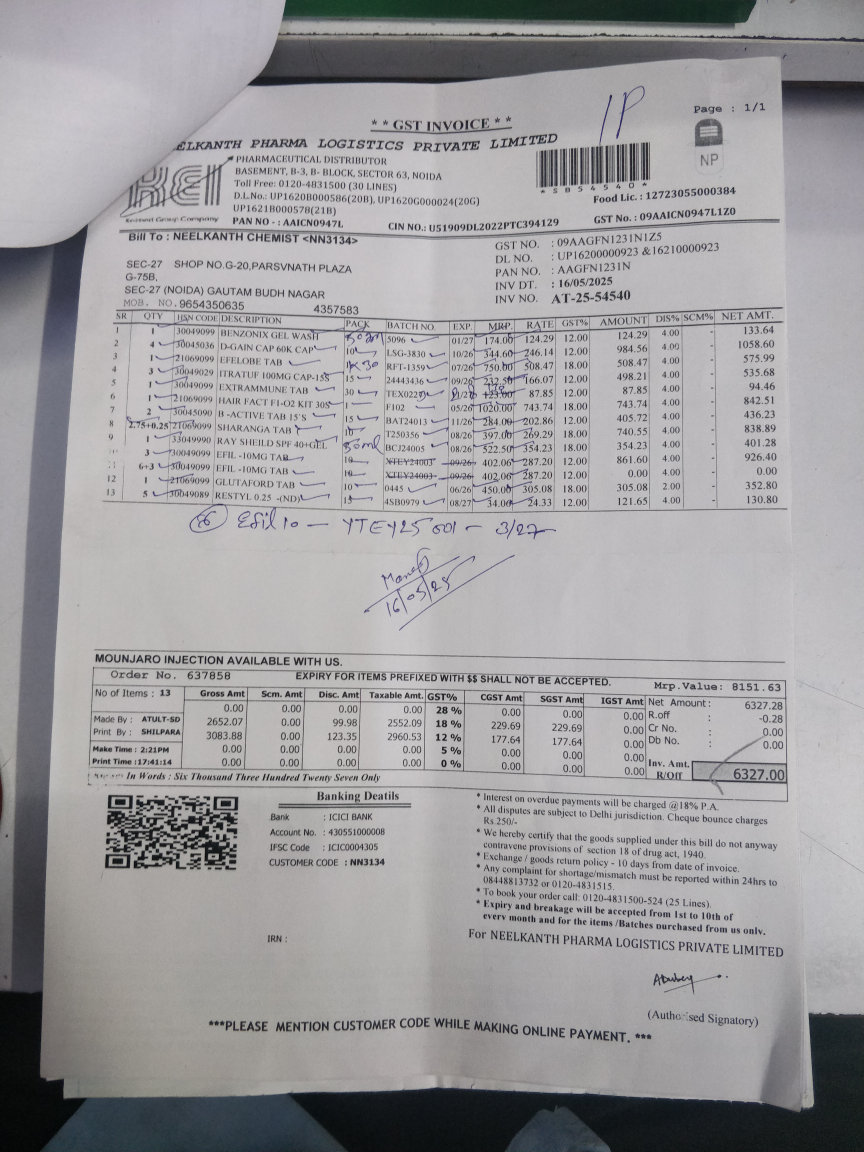 * * GST INVOICE * *
1P
Page : 1/1
ELKANTH PHARMA LOGISTICS PRIVATE LIMITED
PHARMACEUTICAL DISTRIBUTOR
BASEMENT, B-3, B- BLOCK, SECTOR 63, NOIDA
Toll Free: 0120-4831500 (30 LINES)
D.L.No: UP1620B000586(20B), UP1620G000024(20G)
UP1621B000578(21B)
PAN NO - : AAICN0947L
CIN NO.: U51909DL2022PTC394129
* 5 8 5 4 5 4 0 *
NP
Food Lic. : 12723055000384
GST No. : 09AAICN0947L1Z0
KEI
Group Company
Bill To : NEELKANTH CHEMIST <NN3134>
SEC-27 SHOP NO.G-20,PARSVNATH PLAZA
G-75B,
SEC-27 (NOIDA) GAUTAM BUDH NAGAR
MOB. NO.9654350635
4357583
GST NO. : 09AAGFN1231N1Z5
DL NO. : UP16200000923 &16210000923
PAN NO. : AAGFN1231N
INV DT. : 16/05/2025
INV NO. AT-25-54540
SR QTY HSN CODE DESCRIPTION PACK BATCH NO. EXP. MRP. RATE GST% AMOUNT DIS% SCM% NET AMT.
1 1 30049099 BENZONIX GEL WASH 50 5096 01/27 174.00 124.29 12.00 124.29 4.00 - 133.64
2 4 30045036 D-GAIN CAP 60K CAP 10 LSG-3830 10/26 344.60 246.14 12.00 984.56 4.00 - 1058.60
3 1 21069099 EFELOBE TAB 1x30 RFT-1359 07/26 750.00 508.47 18.00 508.47 4.00 - 575.99
4 3 30049029 ITRATUF 100MG CAP-15S 15 24443436 09/26 232.50 166.07 12.00 498.21 4.00 - 535.68
5 1 30049099 EXTRAMMUNE TAB 30 TEX0229 123.00 87.85 12.00 87.85 4.00 - 94.46
6 1 21069099 HAIR FACT F1-O2 KIT 30S 1 F102 05/26 1020.00 743.74 18.00 743.74 4.00 - 842.51
7 2 30045090 B -ACTIVE TAB 15'S 15 BAT24013 11/26 284.00 202.86 12.00 405.72 4.00 - 436.23
8 2.75+0.25 21069099 SHARANGA TAB 10 T250356 08/26 397.00 269.29 18.00 740.55 4.00 - 838.89
9 1 33049990 RAY SHEILD SPF 40+GEL 50ml BCJ24005 08/26 522.50 354.23 18.00 354.23 4.00 - 401.28
3 30049099 EFIL -10MG TAB 10 XTEY24003 09/26 402.06 287.20 12.00 861.60 4.00 - 926.40
6+3 30049099 EFIL -10MG TAB 10 XTEY24003 09/26 402.06 287.20 12.00 0.00 4.00 - 0.00
12 1 21069099 GLUTAFORD TAB 10 0445 06/26 450.00 305.08 18.00 305.08 2.00 - 352.80
13 5 30049089 RESTYL 0.25 -(ND) 15 4SB0979 08/27 34.06 24.33 12.00 121.65 4.00 - 130.80
Efil 10 — YTEY25001 — 3/27
16/05/25
MOUNJARO INJECTION AVAILABLE WITH US.
Order No. 637858 EXPIRY FOR ITEMS PREFIXED WITH $$ SHALL NOT BE ACCEPTED. Mrp.Value: 8151.63
No of Items : 13 Gross Amt Scm. Amt Disc. Amt Taxable Amt. GST% CGST Amt SGST Amt IGST Amt Net Amount : 6327.28
0.00 0.00 0.00 0.00 28 % 0.00 0.00 0.00 R.off : -0.28
Made By : ATULT-SD 2652.07 0.00 99.98 2552.09 18 % 229.69 229.69 0.00 Cr No. : 0.00
Print By : SHILPARA 3083.88 0.00 123.35 2960.53 12 % 177.64 177.64 0.00 Db No. : 0.00
Make Time : 2:21PM 0.00 0.00 0.00 0.00 5 % 0.00 0.00 0.00
Print Time :17:41:14 0.00 0.00 0.00 0.00 0 % 0.00 0.00 0.00 Inv. Amt. R/Off 6327.00
In Words : Six Thousand Three Hundred Twenty Seven Only
Banking Deatils
Bank : ICICI BANK
Account No. : 430551000008
IFSC Code : ICIC0004305
CUSTOMER CODE : NN3134
IRN :
* Interest on overdue payments will be charged @18% P.A.
* All disputes are subject to Delhi jurisdiction. Cheque bounce charges
Rs.250/-
* We hereby certify that the goods supplied under this bill do not anyway
contravene provisions of section 18 of drug act, 1940.
* Exchange / goods return policy - 10 days from date of invoice.
* Any complaint for shortage/mismatch must be reported within 24hrs to
08448813732 or 0120-4831515.
* To book your order call: 0120-4831500-524 (25 Lines).
* Expiry and breakage will be accepted from 1st to 10th of
every month and for the items /Batches purchased from us only.
For NEELKANTH PHARMA LOGISTICS PRIVATE LIMITED
(Authorised Signatory)
***PLEASE MENTION CUSTOMER CODE WHILE MAKING ONLINE PAYMENT. ***